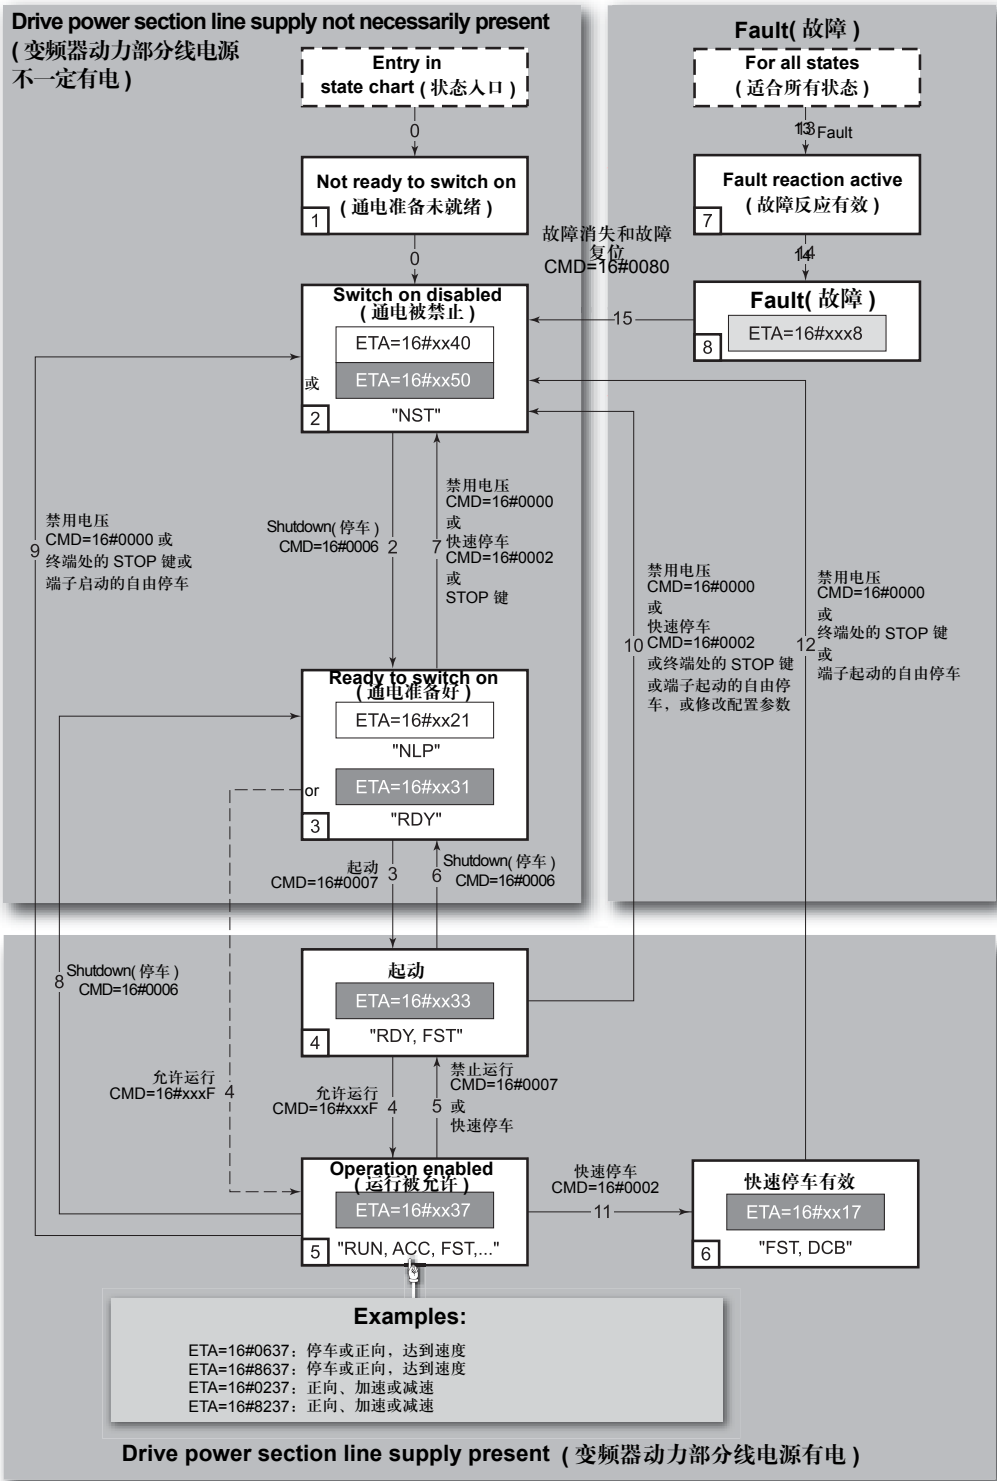 Drive power section line supply not necessarily present
( 变频器动力部分线电源
不一定有电 )
Entry in
state chart ( 状态入口 )
0
Not ready to switch on
( 通电准备未就绪 )
1
0
Switch on disabled
( 通电被禁止 )
ETA=16#xx40
或
ETA=16#xx50
2
"NST"
Fault( 故障 )
For all states
( 适合所有状态 )
13 Fault
Fault reaction active
( 故障反应有效 )
7
14
Fault( 故障 )
ETA=16#xxx8
8
故障消失和故障
复位
CMD=16#0080
15
9
禁用电压
CMD=16#0000 或
终端处的 STOP 键或
端子启动的自由停车
Shutdown( 停车 )
CMD=16#0006
2
7
禁用电压
CMD=16#0000
或
快速停车
CMD=16#0002
或
STOP 键
10
禁用电压
CMD=16#0000
或
快速停车
CMD=16#0002
或终端处的 STOP 键
或端子起动的自由停
车，或修改配置参数
12
禁用电压
CMD=16#0000
或
终端处的 STOP 键
或
端子起动的自由停车
Ready to switch on
( 通电准备好 )
ETA=16#xx21
"NLP"
or
ETA=16#xx31
3
"RDY"
起动
CMD=16#0007
3
6
Shutdown( 停车 )
CMD=16#0006
起动
ETA=16#xx33
4
"RDY, FST"
8
Shutdown( 停车 )
CMD=16#0006
允许运行
CMD=16#xxxF
4
允许运行
CMD=16#xxxF
4
5
禁止运行
CMD=16#0007
或
快速停车
Operation enabled
( 运行被允许 )
ETA=16#xx37
5
"RUN, ACC, FST,..."
快速停车
CMD=16#0002
11
快速停车有效
ETA=16#xx17
6
"FST, DCB"
Examples:
ETA=16#0637：停车或正向，达到速度
ETA=16#8637：停车或正向，达到速度
ETA=16#0237：正向、加速或减速
ETA=16#8237：正向、加速或减速
Drive power section line supply present ( 变频器动力部分线电源有电 )